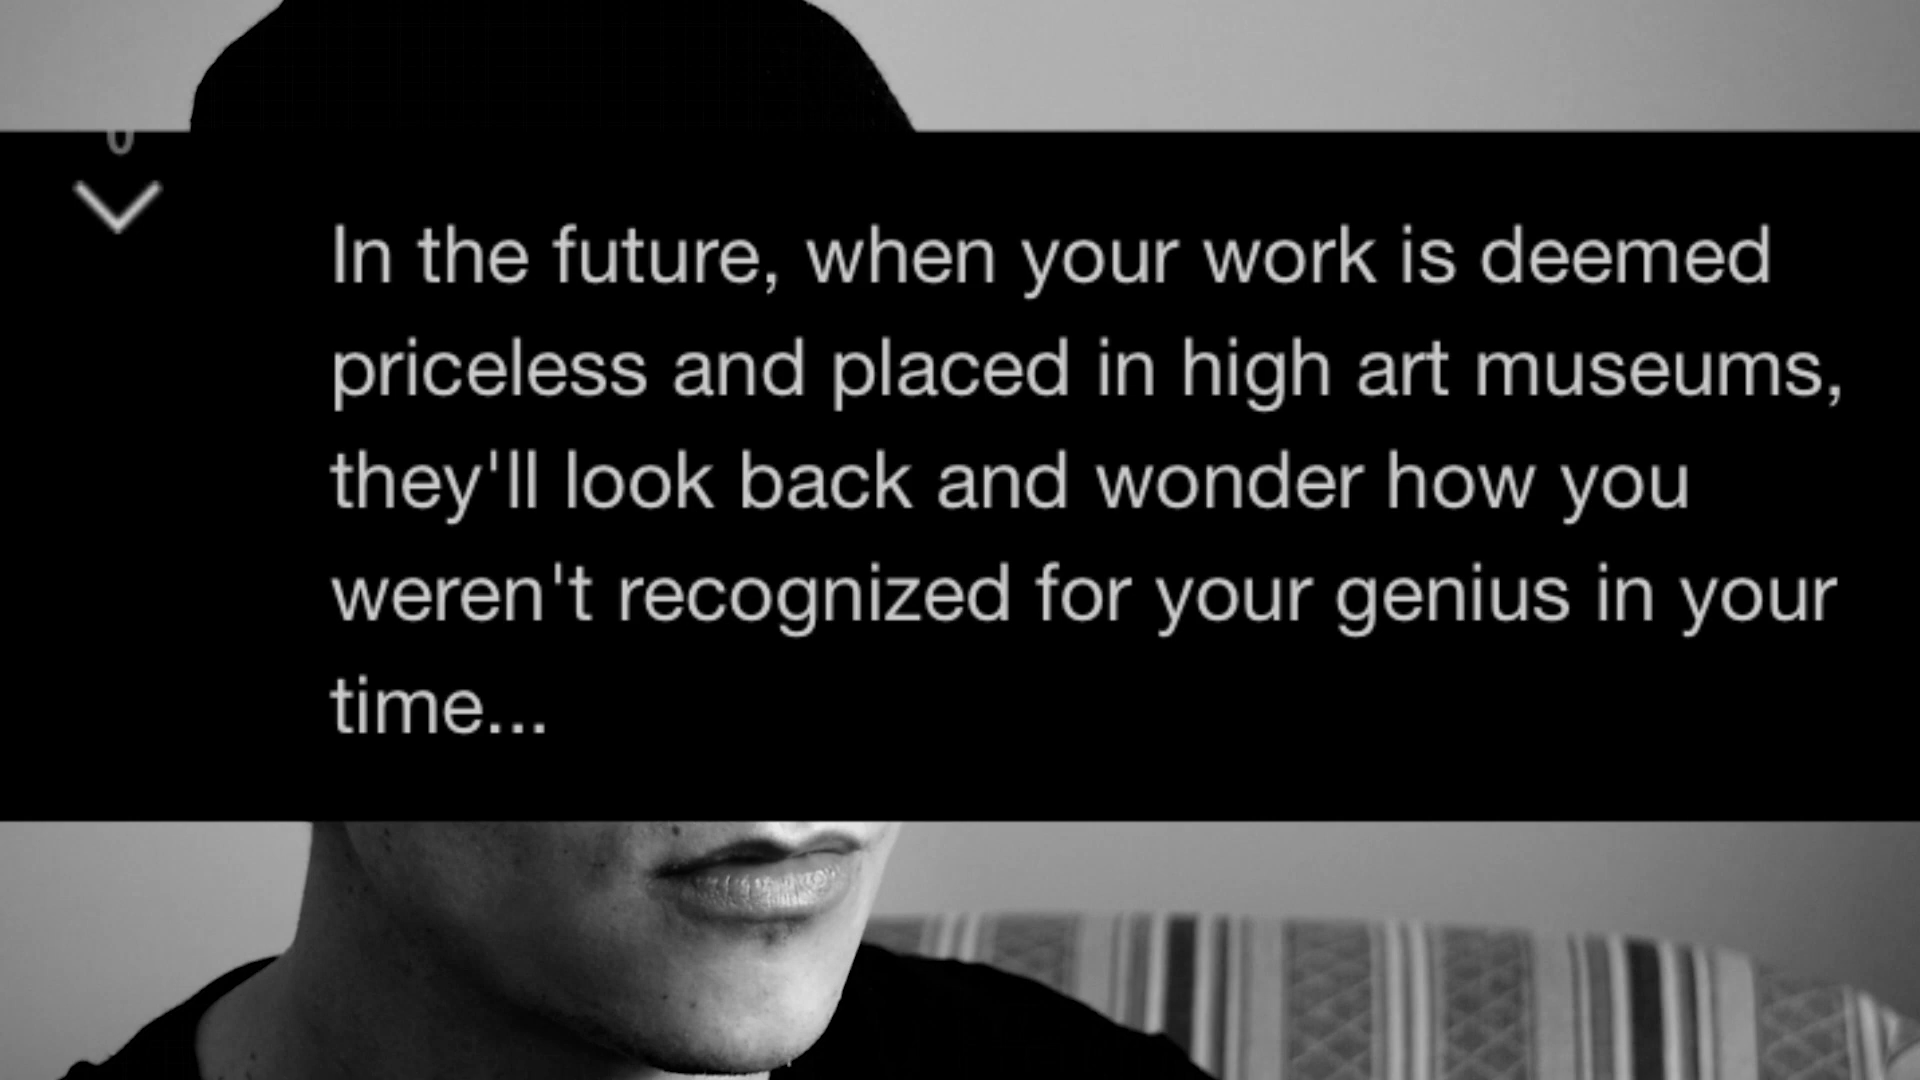 In the future, when your work is deemed
priceless and placed in high art museums,
they'll look back and wonder how you
weren't recognized for your genius in your
time...